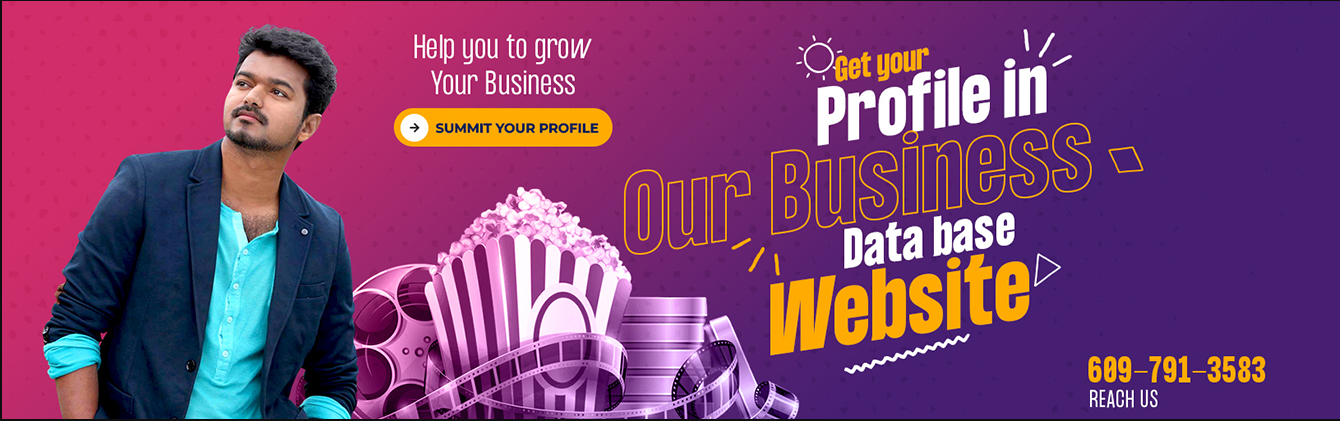 Help you to grow
Your Business
SUMMIT YOUR PROFILE
Get your
Profile in
Our Business
Data base
Website
609-791-3583
REACH US